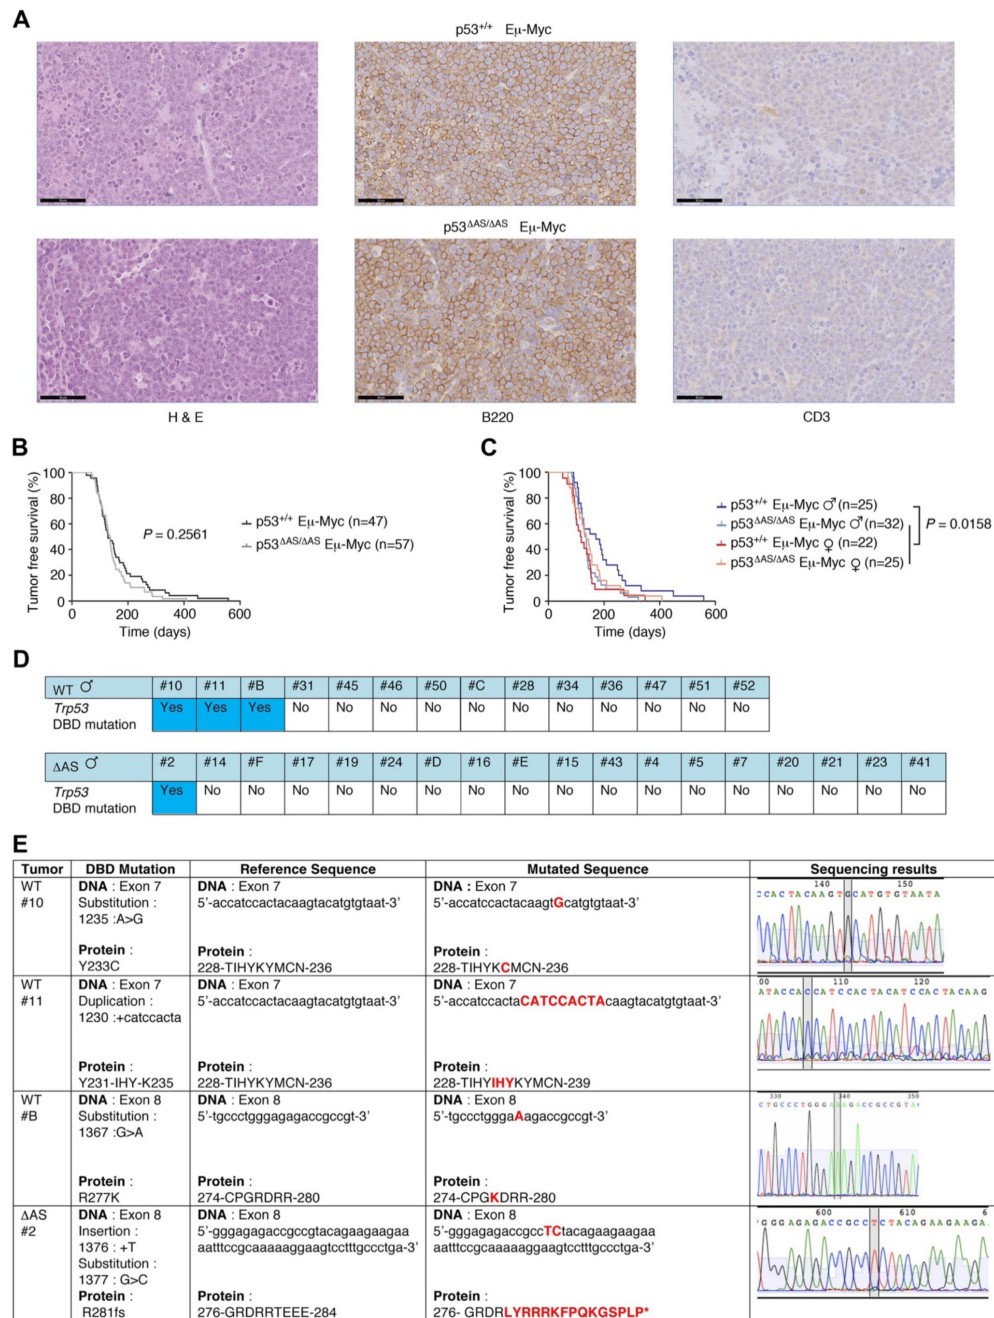 A
p53+/+ Eμ-Myc
p53ΔAS/ΔAS Eμ-Myc
H & E
B220
CD3
B
Tumor free survival (%)
100
80
60
40
20
0
0 200 400 600
Time (days)
P = 0.2561
p53+/+ Eμ-Myc (n=47)
p53ΔAS/ΔAS Eμ-Myc (n=57)
C
Tumor free survival (%)
100
80
60
40
20
0
0 200 400 600
Time (days)
p53+/+ Eμ-Myc ♂ (n=25)
p53ΔAS/ΔAS Eμ-Myc ♂ (n=32)
p53+/+ Eμ-Myc ♀ (n=22)
p53ΔAS/ΔAS Eμ-Myc ♀ (n=25)
P = 0.0158
D
WT ♂ #10 #11 #B #31 #45 #46 #50 #C #28 #34 #36 #47 #51 #52
Trp53 Yes Yes Yes No No No No No No No No No No No
DBD mutation
ΔAS ♂ #2 #14 #F #17 #19 #24 #D #16 #E #15 #43 #4 #5 #7 #20 #21 #23 #41
Trp53 Yes No No No No No No No No No No No No No No No No No
DBD mutation
E
Tumor DBD Mutation Reference Sequence Mutated Sequence Sequencing results
WT
#10
DNA : Exon 7
Substitution :
1235 :A>G
Protein :
Y233C
DNA : Exon 7
5'-accatccactacaagtacatgtgtaat-3'
Protein :
228-TIHYKYMCN-236
DNA : Exon 7
5'-accatccactacaagtGcatgtgtaat-3'
Protein :
228-TIHYKCMCN-236
140 150
CCACTACAAGTGCATGTGTAATA
WT
#11
DNA : Exon 7
Duplication :
1230 :+catccacta
Protein :
Y231-IHY-K235
DNA : Exon 7
5'-accatccactacaagtacatgtgtaat-3'
Protein :
228-TIHYKYMCN-236
DNA : Exon 7
5'-accatccactaCATCCACTAcaagtacatgtgtaat-3'
Protein :
228-TIHYIHYKYMCN-239
00 110 120
ATACCACCATCCACTACATCCACTACAAG
WT
#B
DNA : Exon 8
Substitution :
1367 :G>A
Protein :
R277K
DNA : Exon 8
5'-tgccctgggagagaccgccgt-3'
Protein :
274-CPGRDRR-280
DNA : Exon 8
5'-tgccctgggaAagaccgccgt-3'
Protein :
274-CPGKDRR-280
330 340 350
CTGCCCTGGGAAAGACCGCCGTA
ΔAS
#2
DNA : Exon 8
Insertion :
1376 : +T
Substitution :
1377 : G>C
Protein :
R281fs
DNA : Exon 8
5'-gggagagaccgccgtacagaagaagaa
aatttccgcaaaaaggaagtcctttgccctga-3'
Protein :
276-GRDRRTEEE-284
DNA : Exon 8
5'-gggagagaccgccTCtacagaagaagaa
aatttccgcaaaaaggaagtcctttgccctga-3'
Protein :
276- GRDRLYRRRKFPQKGSPLP*
600 610 6
GGGAGAGACCGCCTCTACAGAAGAAGA